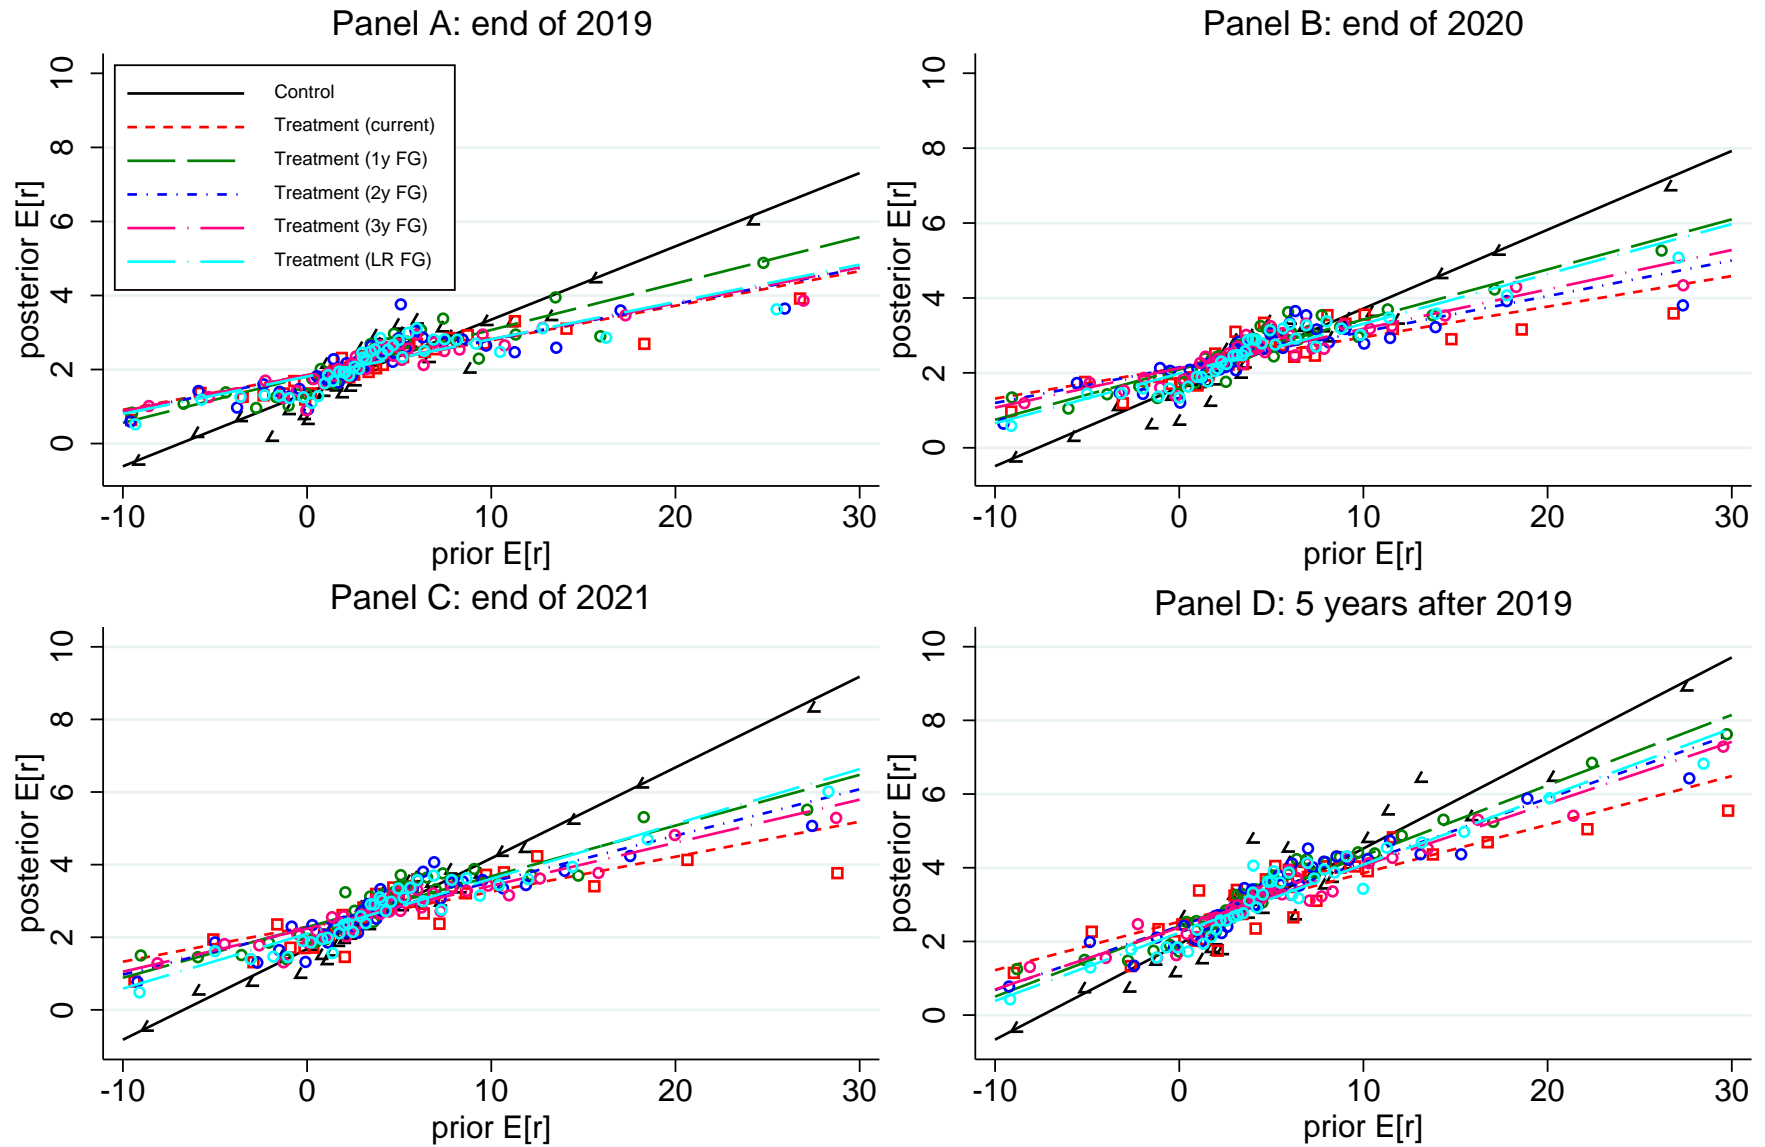 Panel A: end of 2019
posterior E[r]
10
8
6
4
2
0
Control
Treatment (current)
Treatment (1y FG)
Treatment (2y FG)
Treatment (3y FG)
Treatment (LR FG)
-10 0 10 20 30
prior E[r]
Panel B: end of 2020
posterior E[r]
10
8
6
4
2
0
-10 0 10 20 30
prior E[r]
Panel C: end of 2021
posterior E[r]
10
8
6
4
2
0
-10 0 10 20 30
prior E[r]
Panel D: 5 years after 2019
posterior E[r]
10
8
6
4
2
0
-10 0 10 20 30
prior E[r]